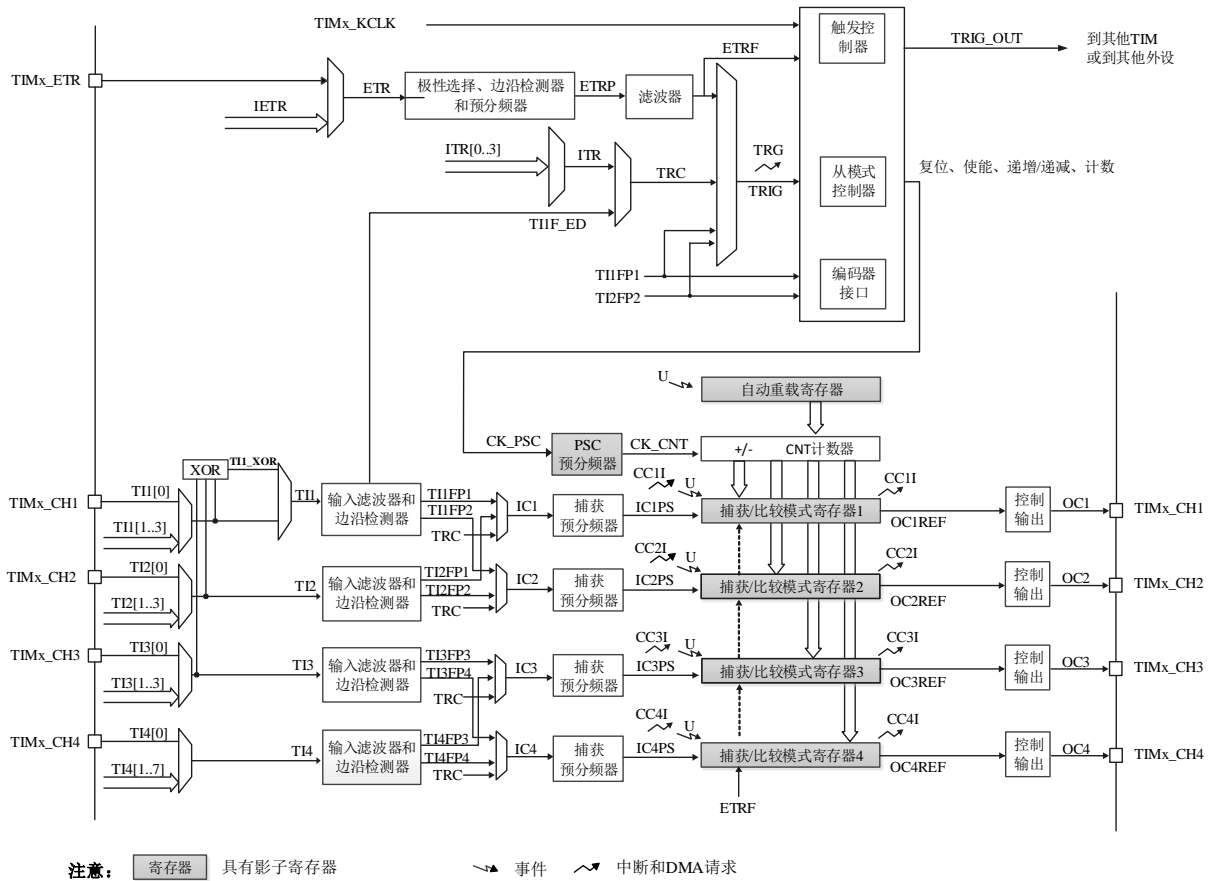 TIMx_KCLK
触发控
制器
TRIG_OUT
到其他TIM
或到其他外设
TIMx_ETR
ETRF
ETR
极性选择、边沿检测器
和预分频器
ETRP
滤波器
IETR
ITR[0..3]
ITR
TRG
TRC
TRIG
从模式
控制器
复位、使能、递增/递减、计数
TI1F_ED
TI1FP1
TI2FP2
编码器
接口
U
自动重载寄存器
CK_PSC
PSC
预分频器
CK_CNT
+/-
CNT计数器
XOR
TI1_XOR
TIMx_CH1
TI1[0]
TI1[1..3]
TI1
输入滤波器和
边沿检测器
TI1FP1
TI1FP2
TRC
IC1
捕获
预分频器
IC1PS
CC1I
U
捕获/比较模式寄存器1
CC1I
OC1REF
控制
输出
OC1
TIMx_CH1
TIMx_CH2
TI2[0]
TI2[1..3]
TI2
输入滤波器和
边沿检测器
TI2FP1
TI2FP2
TRC
IC2
捕获
预分频器
IC2PS
CC2I
U
捕获/比较模式寄存器2
CC2I
OC2REF
控制
输出
OC2
TIMx_CH2
TIMx_CH3
TI3[0]
TI3[1..3]
TI3
输入滤波器和
边沿检测器
TI3FP3
TI3FP4
TRC
IC3
捕获
预分频器
IC3PS
CC3I
U
捕获/比较模式寄存器3
CC3I
OC3REF
控制
输出
OC3
TIMx_CH3
TIMx_CH4
TI4[0]
TI4[1..7]
TI4
输入滤波器和
边沿检测器
TI4FP3
TI4FP4
TRC
IC4
捕获
预分频器
IC4PS
CC4I
U
捕获/比较模式寄存器4
CC4I
OC4REF
控制
输出
OC4
TIMx_CH4
ETRF
注意：
寄存器
具有影子寄存器
事件
中断和DMA请求